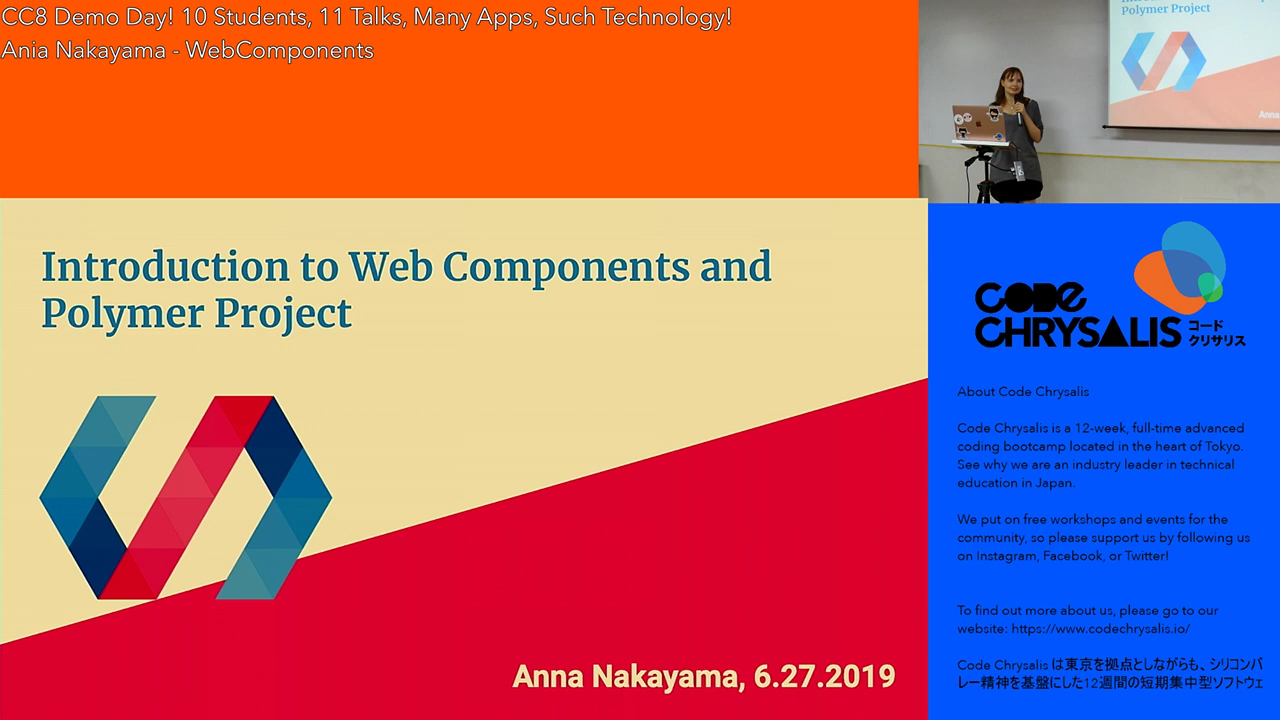 CC8 Demo Day! 10 Students, 11 Talks, Many Apps, Such Technology!
Ania Nakayama - WebComponents
Polymer Project
Introduction to Web Components and
Polymer Project
Anna Nakayama, 6.27.2019
CODE
CHRYSALIS
コード
クリサリス
About Code Chrysalis
Code Chrysalis is a 12-week, full-time advanced
coding bootcamp located in the heart of Tokyo.
See why we are an industry leader in technical
education in Japan.
We put on free workshops and events for the
community, so please support us by following us
on Instagram, Facebook, or Twitter!
To find out more about us, please go to our
website: https://www.codechrysalis.io/
Code Chrysalis は東京を拠点としながらも、シリコンバ
レー精神を基盤にした12週間の短期集中型ソフトウェ